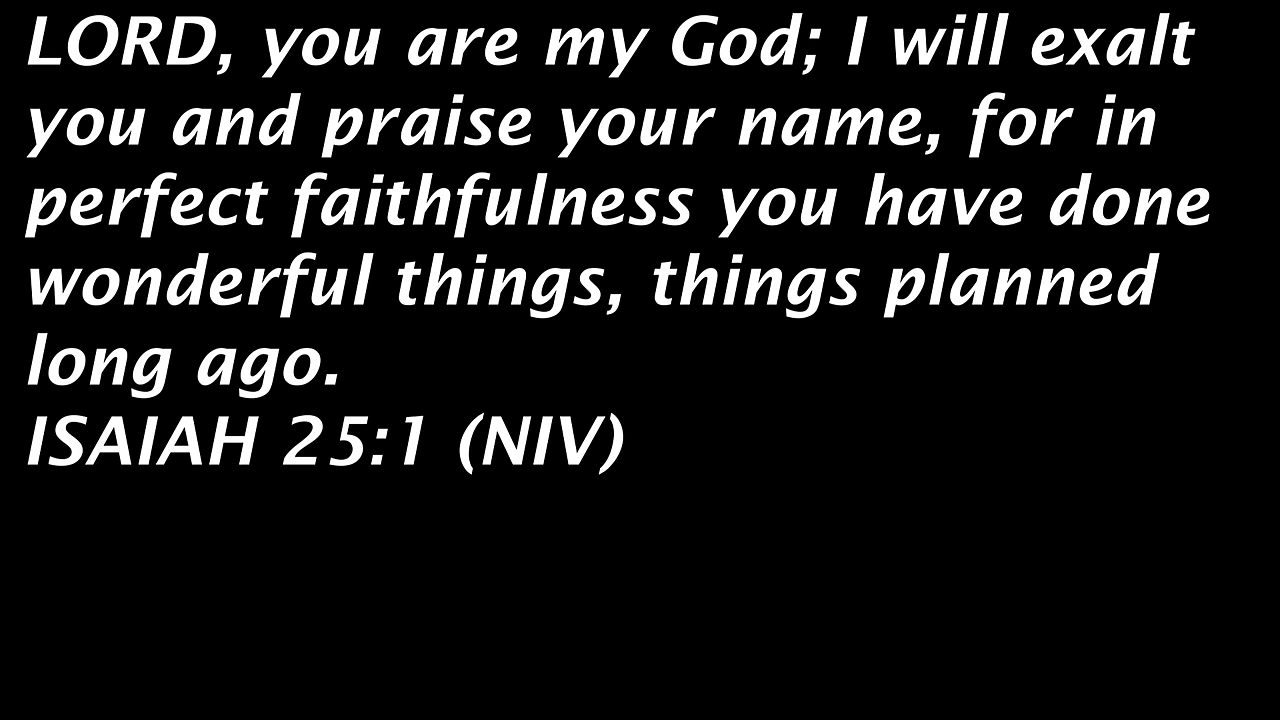 LORD, you are my God; I will exalt
you and praise your name, for in
perfect faithfulness you have done
wonderful things, things planned
long ago.
ISAIAH 25:1 (NIV)